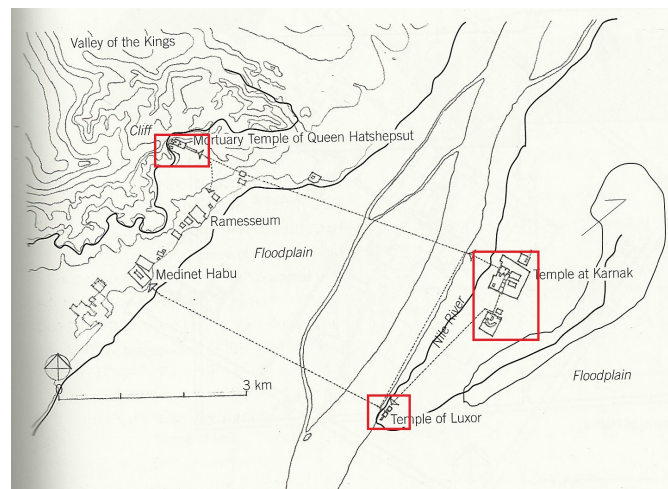 Valley of the Kings
Cliff
Mortuary Temple of Queen Hatshepsut
Ramesseum
Floodplain
Medinet Habu
Temple at Karnak
Nile River
0
3 km
Floodplain
Temple of Luxor